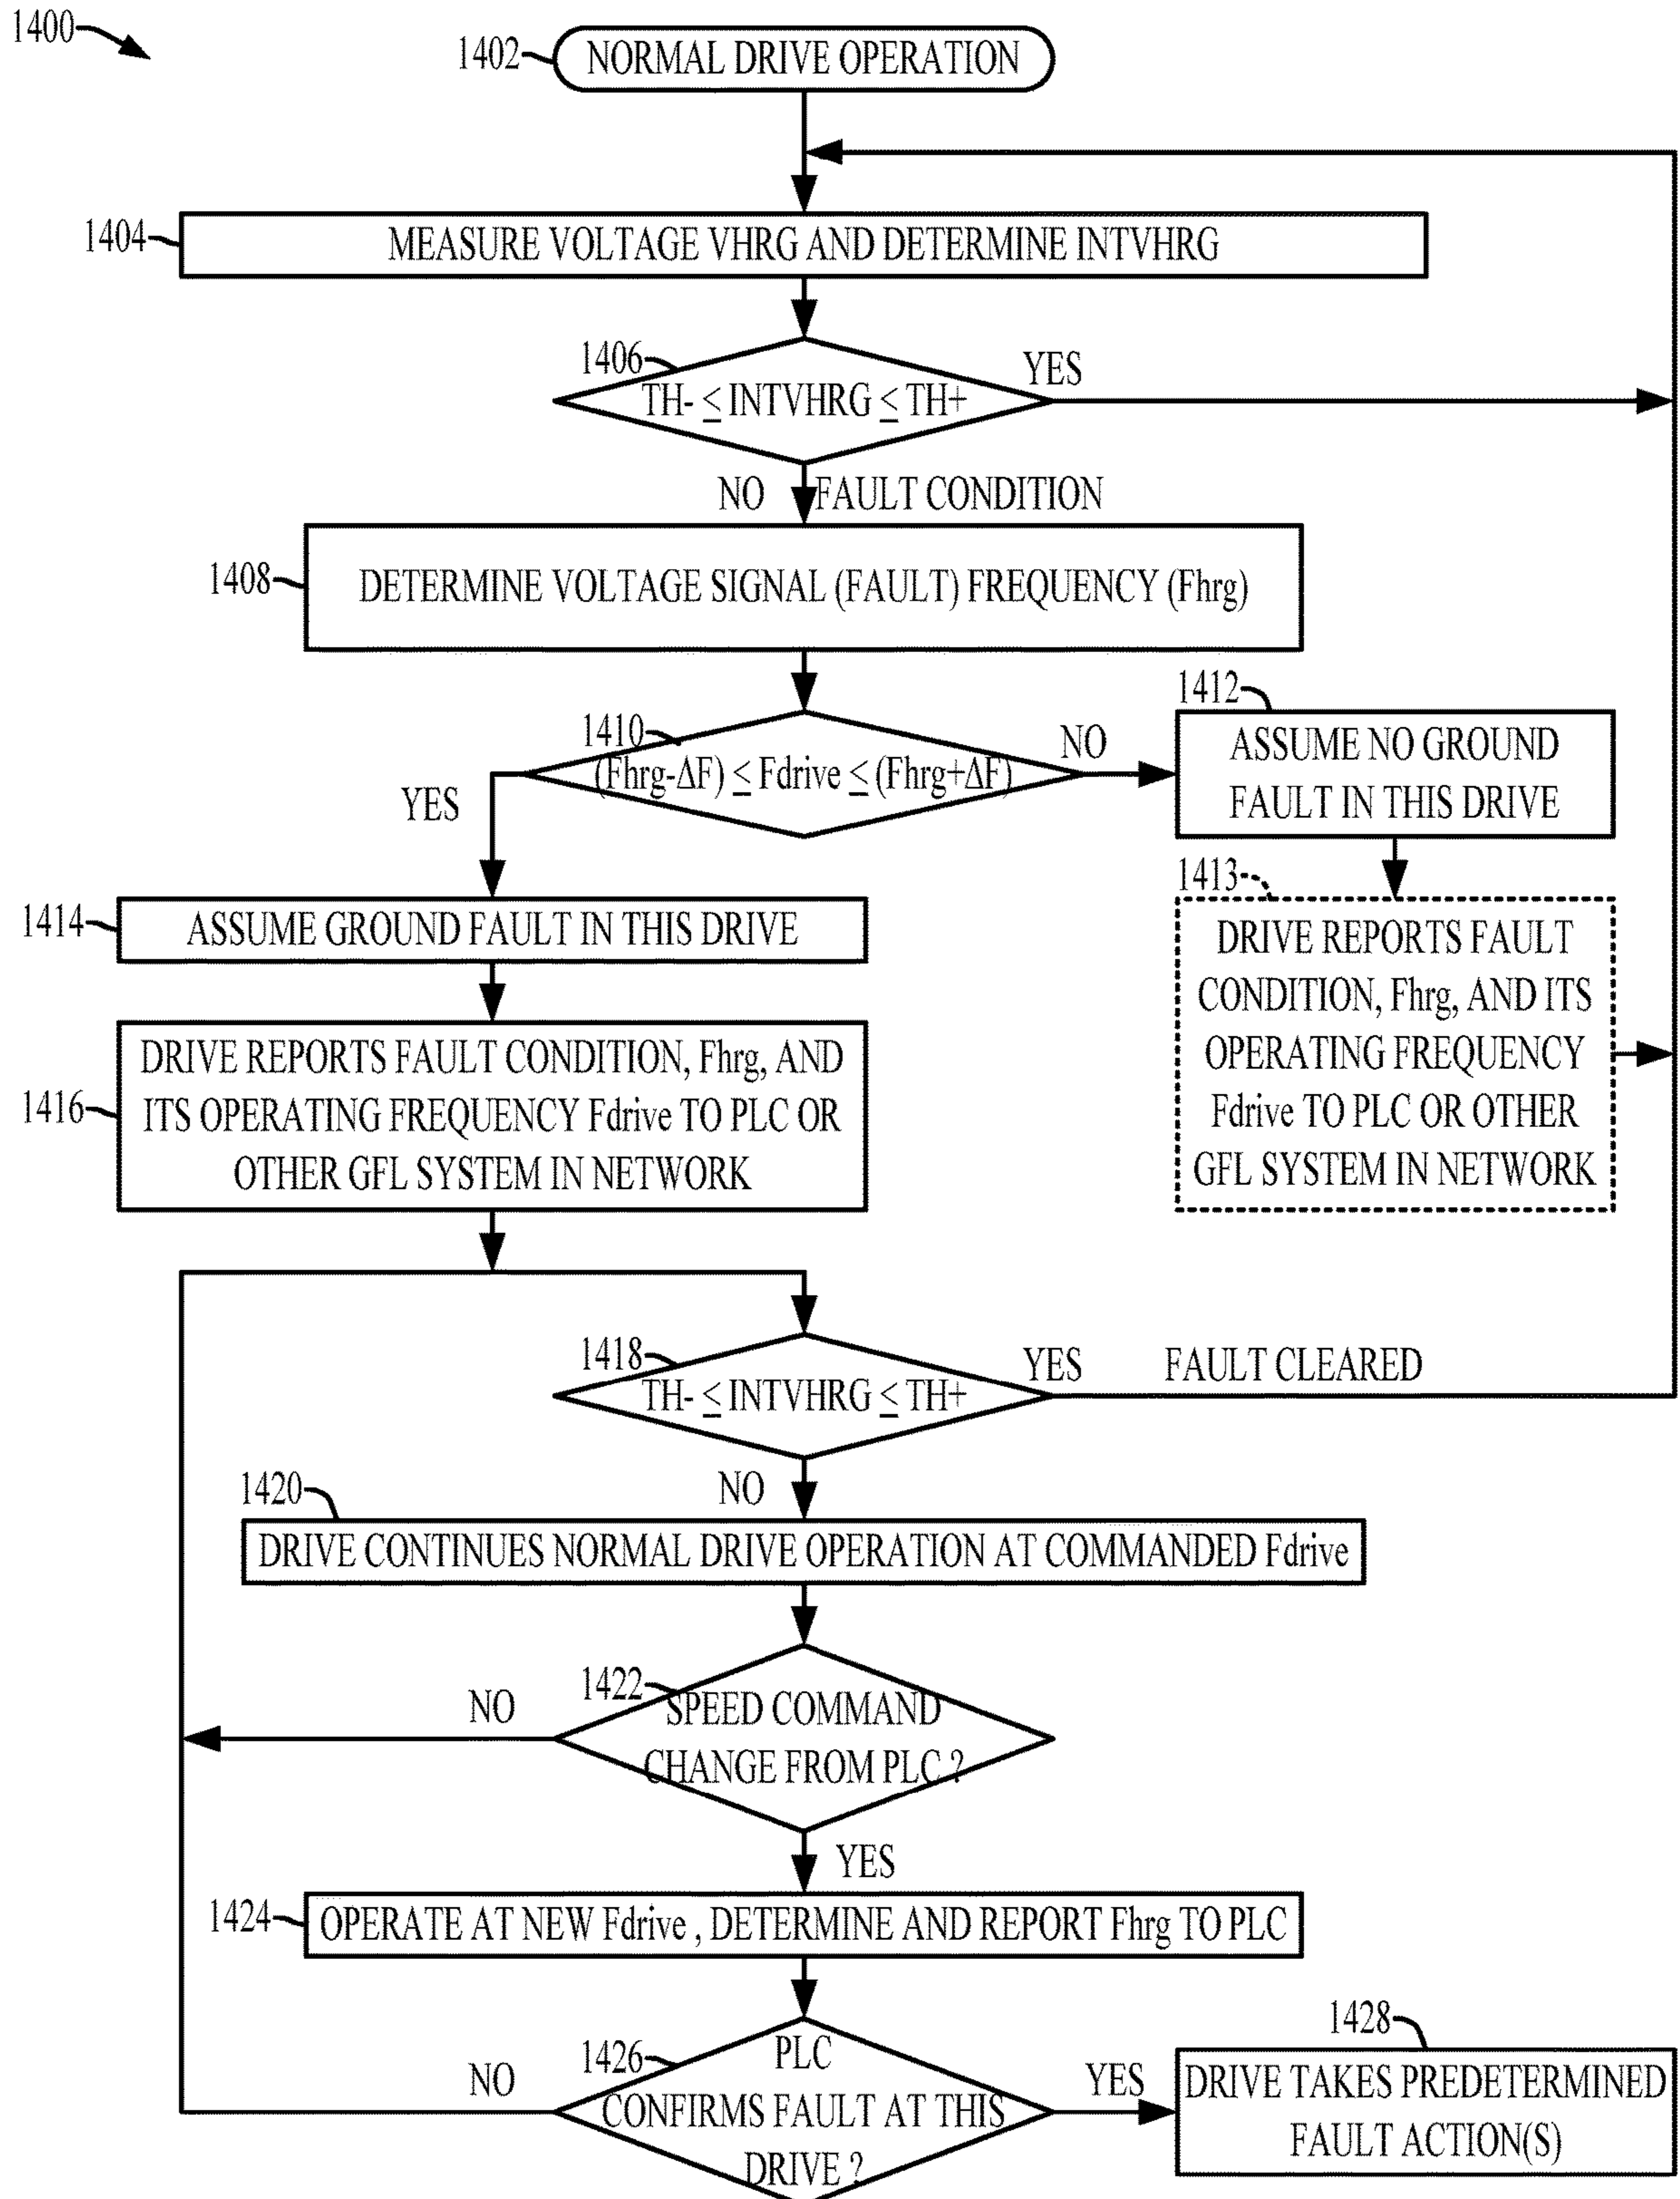 1400
1402
NORMAL DRIVE OPERATION
1404
MEASURE VOLTAGE VHRG AND DETERMINE INTVHRG
1406
YES
TH- ≤ INTVHRG ≤ TH+
NO FAULT CONDITION
1408
DETERMINE VOLTAGE SIGNAL (FAULT) FREQUENCY (Fhrg)
1410
(Fhrg-ΔF) ≤ Fdrive ≤ (Fhrg+ΔF)
NO
YES
1412
ASSUME NO GROUND
FAULT IN THIS DRIVE
1413
DRIVE REPORTS FAULT
CONDITION, Fhrg, AND ITS
OPERATING FREQUENCY
Fdrive TO PLC OR OTHER
GFL SYSTEM IN NETWORK
1414
ASSUME GROUND FAULT IN THIS DRIVE
1416
DRIVE REPORTS FAULT CONDITION, Fhrg, AND
ITS OPERATING FREQUENCY Fdrive TO PLC OR
OTHER GFL SYSTEM IN NETWORK
1418
YES FAULT CLEARED
TH- ≤ INTVHRG ≤ TH+
NO
1420
DRIVE CONTINUES NORMAL DRIVE OPERATION AT COMMANDED Fdrive
1422
NO
SPEED COMMAND
CHANGE FROM PLC ?
YES
1424
OPERATE AT NEW Fdrive , DETERMINE AND REPORT Fhrg TO PLC
1426
NO
PLC
CONFIRMS FAULT AT THIS
DRIVE ?
YES
1428
DRIVE TAKES PREDETERMINED
FAULT ACTION(S)